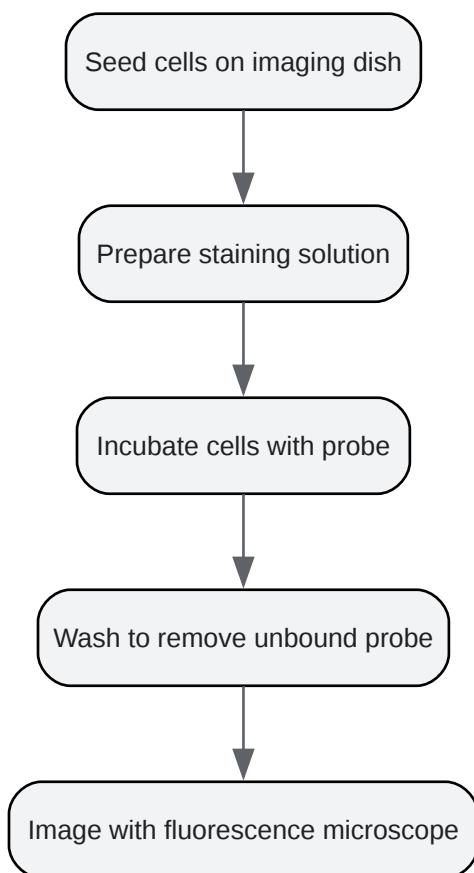 Seed cells on imaging dish
Prepare staining solution
Incubate cells with probe
Wash to remove unbound probe
Image with fluorescence microscope